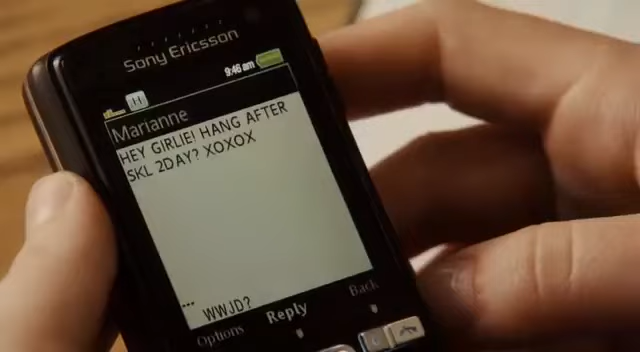 Sony Ericsson
9:46 am
Marianne
HEY GIRLIE! HANG AFTER
SKL 2DAY? XOXOX
... WWJD?
Options Reply Back
C